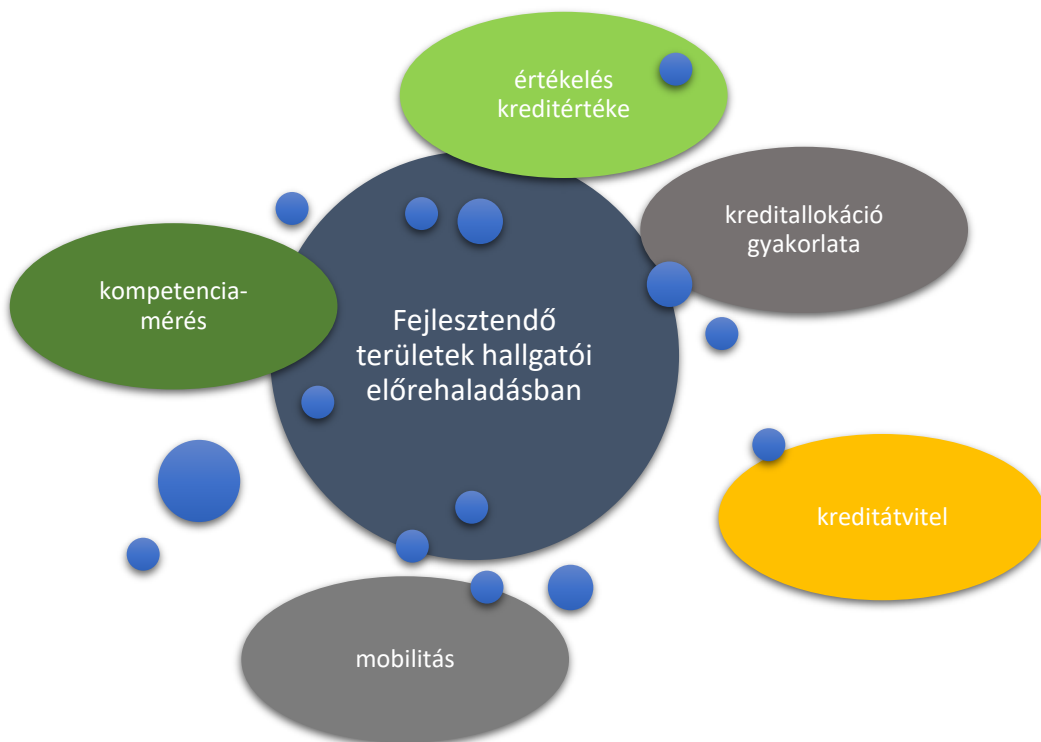 értékelés
kreditértéke
kreditallokáció
gyakorlata
kompetencia-
mérés
Fejlesztendő
területek hallgatói
előrehaladásban
kreditátvitel
mobilitás